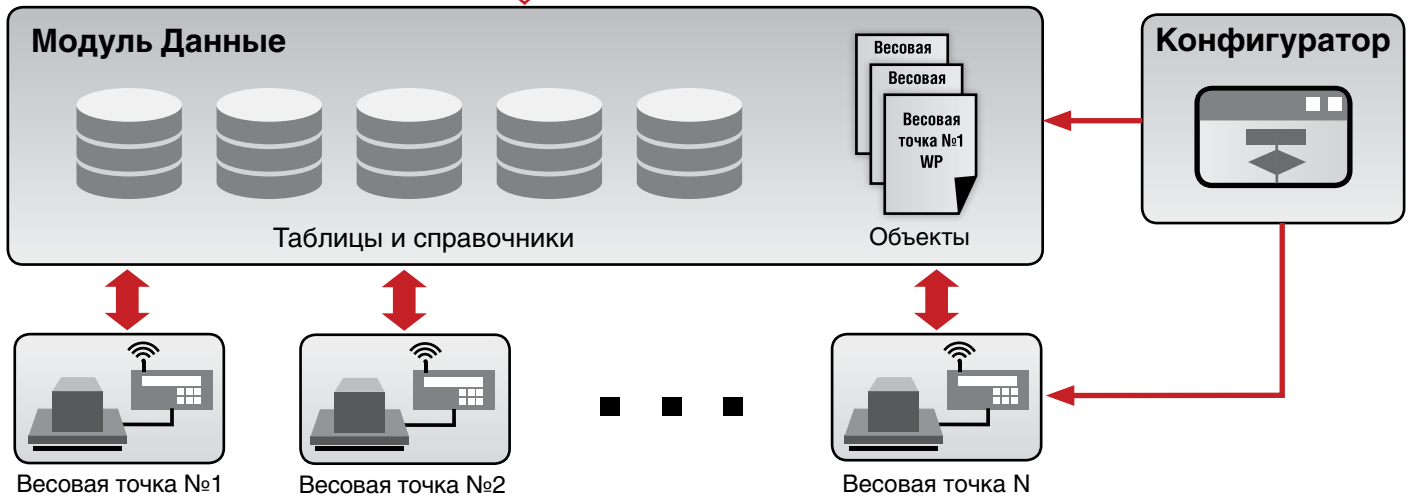 Модуль Данные
Конфигуратор
Весовая
Весовая
Весовая
точка №1
WP
Таблицы и справочники
Объекты
Весовая точка №1
Весовая точка №2
Весовая точка N